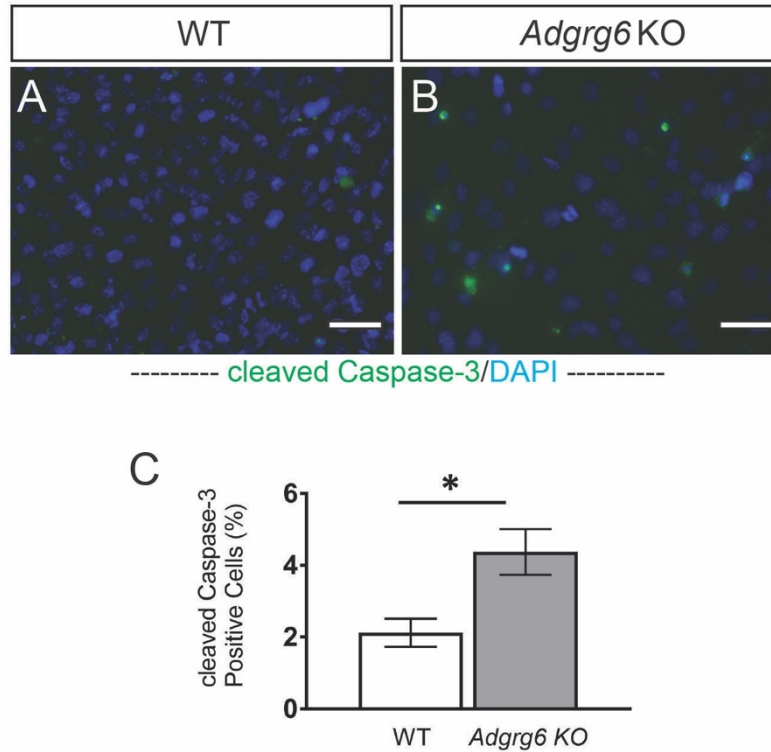 WT
Adgrg6 KO
A
B
--------- cleaved Caspase-3/DAPI ----------
C
cleaved Caspase-3
Positive Cells (%)
6
4
2
0
*
WT
Adgrg6 KO